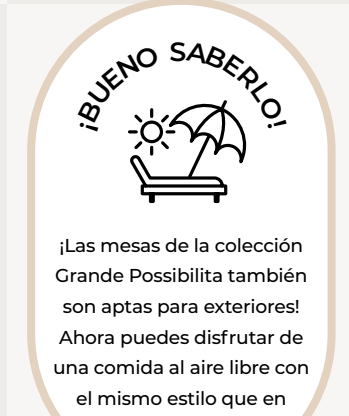 ¡BUENO SABERLO!
¡Las mesas de la colección
Grande Possibilita también
son aptas para exteriores!
Ahora puedes disfrutar de
una comida al aire libre con
el mismo estilo que en